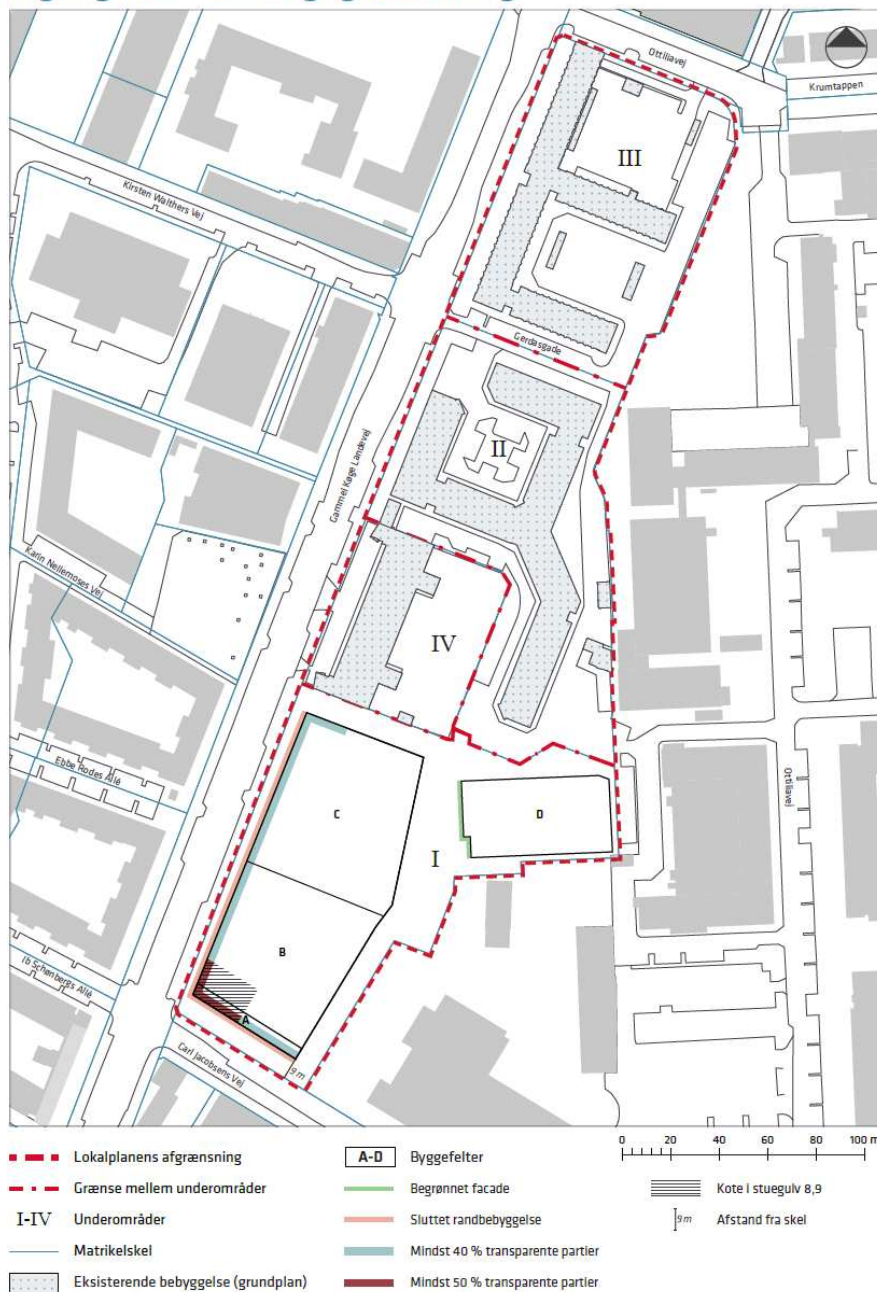 Ottiliavej
Krumtappen
III
Kirsten Walthers Vej
Gerdasgade
II
Gammel Køge Landevej
Karin Nellemoses Vej
IV
Ottiliavej
Ebbe Rodes Allé
C
D
I
B
Ib Schønbergs Allé
A
9 m
Carl Jacobsens Vej
0 20 40 60 80 100 m
Lokalplanens afgrænsning
Grænse mellem underområder
I-IV Underområder
Matrikelskel
Eksisterende bebyggelse (grundplan)
A-D Byggefelter
Begrønnet facade
Sluttet randbebyggelse
Mindst 40 % transparente partier
Mindst 50 % transparente partier
Kote i stuegulv 8,9
9 m Afstand fra skel